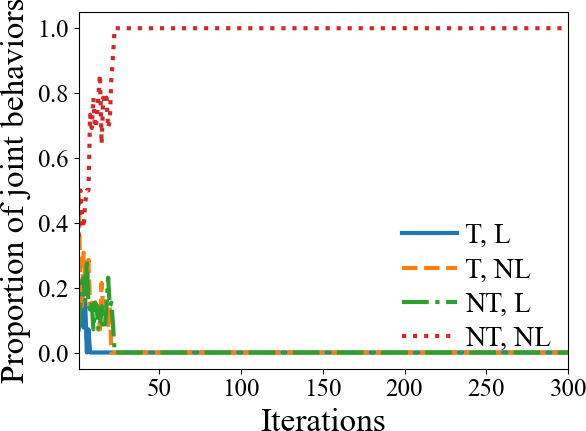 Proportion of joint behaviors
1.0
0.8
0.6
0.4
0.2
0.0
T, L
T, NL
NT, L
NT, NL
50
100
150
200
250
300
Iterations